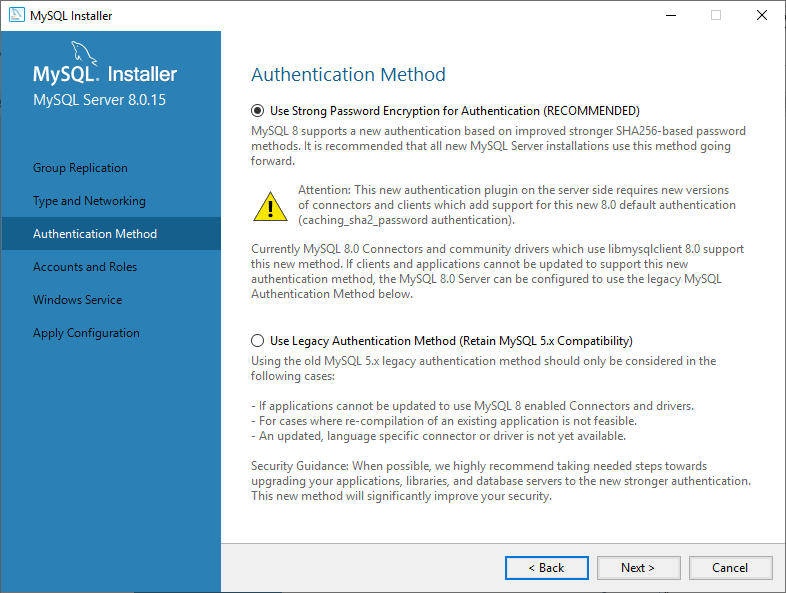 MySQL Installer
MySQL. Installer
MySQL Server 8.0.15
Group Replication
Type and Networking
Authentication Method
Accounts and Roles
Windows Service
Apply Configuration
Authentication Method
Use Strong Password Encryption for Authentication (RECOMMENDED)
MySQL 8 supports a new authentication based on improved stronger SHA256-based password
methods. It is recommended that all new MySQL Server installations use this method going
forward.
Attention: This new authentication plugin on the server side requires new versions
of connectors and clients which add support for this new 8.0 default authentication
(caching_sha2_password authentication).
Currently MySQL 8.0 Connectors and community drivers which use libmysqlclient 8.0 support
this new method. If clients and applications cannot be updated to support this new
authentication method, the MySQL 8.0 Server can be configured to use the legacy MySQL
Authentication Method below.
Use Legacy Authentication Method (Retain MySQL 5.x Compatibility)
Using the old MySQL 5.x legacy authentication method should only be considered in the
following cases:
- If applications cannot be updated to use MySQL 8 enabled Connectors and drivers.
- For cases where re-compilation of an existing application is not feasible.
- An updated, language specific connector or driver is not yet available.
Security Guidance: When possible, we highly recommend taking needed steps towards
upgrading your applications, libraries, and database servers to the new stronger authentication.
This new method will significantly improve your security.
< Back
Next >
Cancel